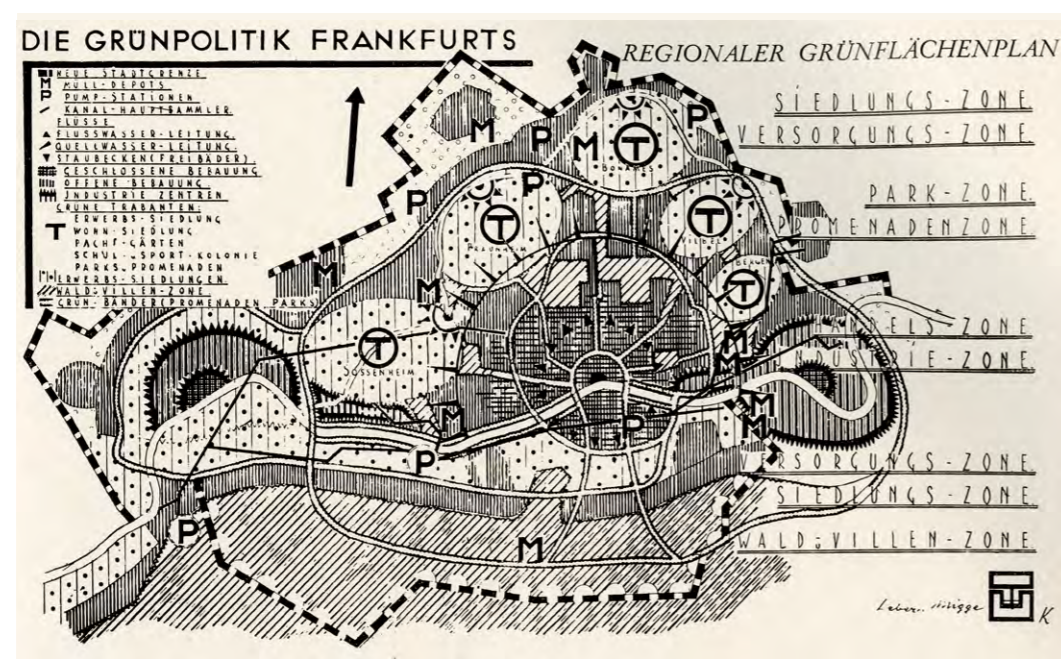 DIE GRÜNPOLITIK FRANKFURTS
REGIONALER GRÜNFLÄCHENPLAN
NEUE STADTGRENZE.
M MÜLL-DEPOTS.
P PUMP-STATIONEN.
KANAL-HAUPTSAMMLER
FLÜSSE.
FLUSSWASSER-LEITUNG.
QUELLWASSER-LEITUNG.
STAUBECKEN (FREIBÄDER).
GESCHLOSSENE BEBAUUNG.
OFFENE BEBAUUNG.
INDUSTRIE ZENTREN
GRÜNE TRABANTEN:
ERWERBS-SIEDLUNG
T WOHN-SIEDLUNG
PACHT-GÄRTEN
SCHUL-U SPORT-KOLONIE
PARKS. PROMENADEN
ERWERBS-SIEDLUNGEN.
WALD-VILLEN-ZONE.
GRÜN-BÄNDER (PROMENADEN PARKS)
SIEDLUNGS-ZONE.
VERSORGUNGS-ZONE.
PARK-ZONE.
PROMENADENZONE.
HANDELS-ZONE
INDUSTRIE-ZONE.
VERSORGUNGS-ZONE.
SIEDLUNGS-ZONE.
WALD-U VILLEN-ZONE.
M
P
M
P
T
BONAMES
P
P
T
PRAUNHEIM
T
VILBEL
BERGEN
T
M
M
T
SOSSENHEIM
M
M
M
M
M
P
P
P
M
K